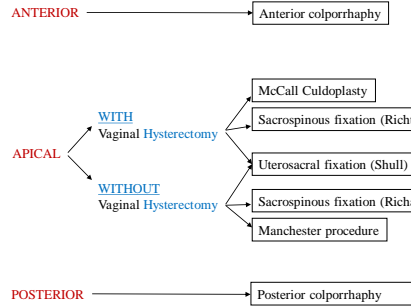 ANTERIOR
Anterior colporrhaphy
McCall Culdoplasty
WITH
Vaginal Hysterectomy
Sacrospinous fixation
APICAL
Uterosacral fixation (Shull)
WITHOUT
Vaginal Hysterectomy
Sacrospinous fixation
Manchester procedure
POSTERIOR
Posterior colporrhaphy